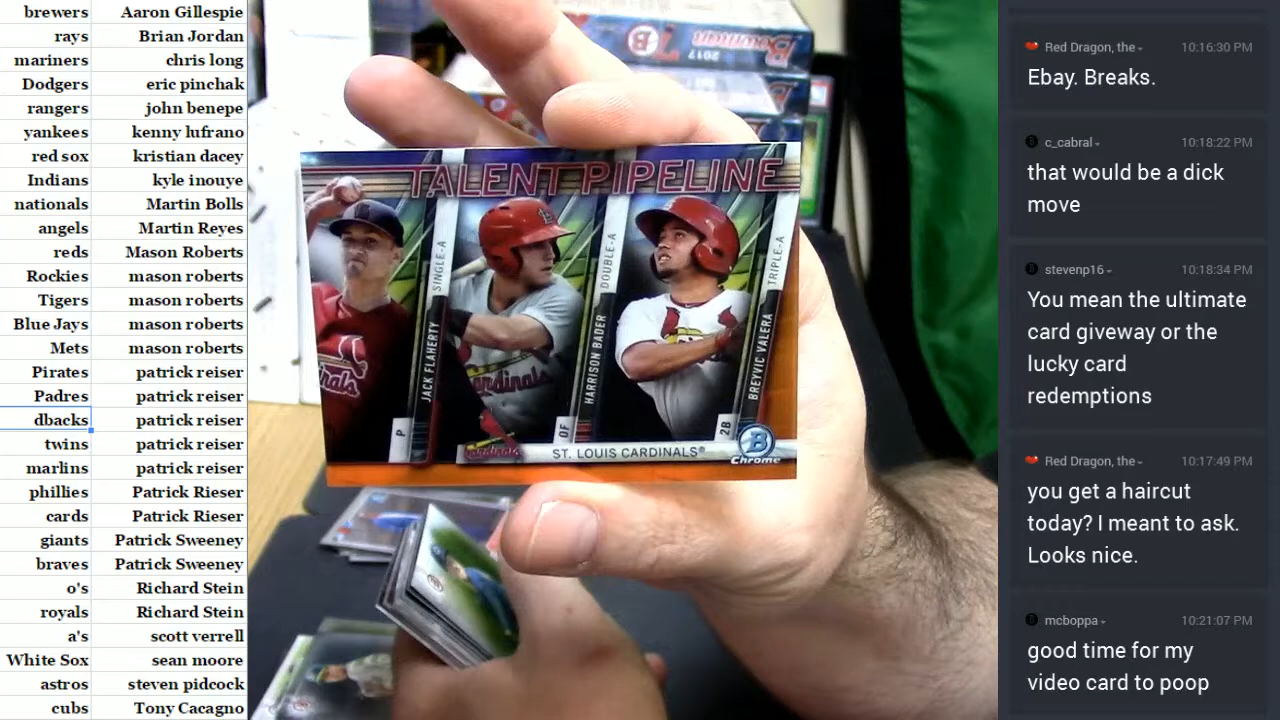 brewers Aaron Gillespie
rays Brian Jordan
mariners chris long
Dodgers eric pinchak
rangers john benepe
yankees kenny lufrano
red sox kristian dacey
Indians kyle inouye
nationals Martin Bolls
angels Martin Reyes
reds Mason Roberts
Rockies mason roberts
Tigers mason roberts
Blue Jays mason roberts
Mets mason roberts
Pirates patrick reiser
Padres patrick reiser
dbacks patrick reiser
twins patrick reiser
marlins patrick reiser
phillies Patrick Rieser
cards Patrick Rieser
giants Patrick Sweeney
braves Patrick Sweeney
o's Richard Stein
royals Richard Stein
a's scott verrell
White Sox sean moore
astros steven pidcock
cubs Tony Cacagno
Bowman 2017
TALENT PIPELINE
P JACK FLAHERTY SINGLE-A
OF HARRISON BADER DOUBLE-A
2B BREYVIC VALERA TRIPLE-A
Cardinals
ST. LOUIS CARDINALS®
B
Chrome
Red Dragon, the 10:16:30 PM
Ebay. Breaks.
c_cabral 10:18:22 PM
that would be a dick
move
stevenp16 10:18:34 PM
You mean the ultimate
card giveway or the
lucky card
redemptions
Red Dragon, the 10:17:49 PM
you get a haircut
today? I meant to ask.
Looks nice.
mcboppa 10:21:07 PM
good time for my
video card to poop